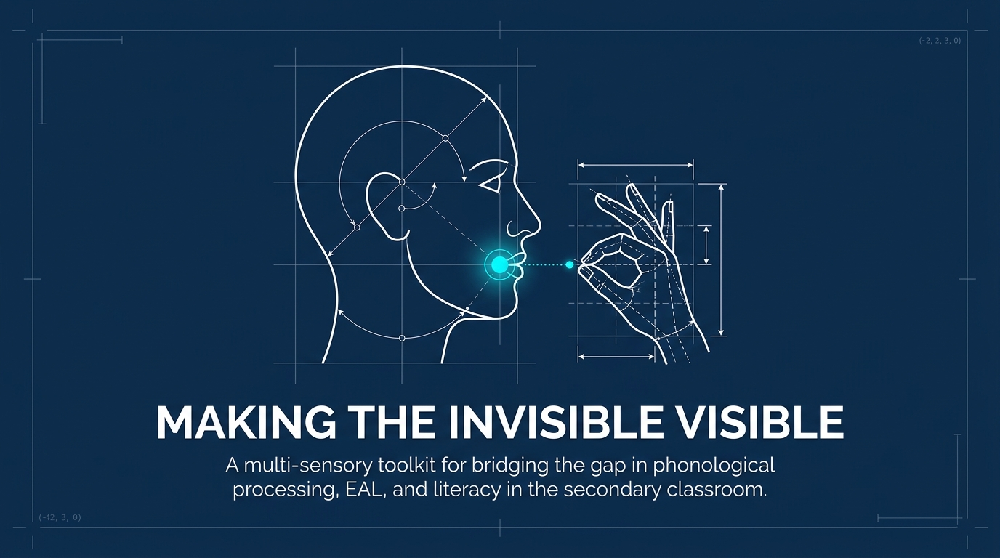 (-2, 2, 3, 0)
MAKING THE INVISIBLE VISIBLE
A multi-sensory toolkit for bridging the gap in phonological
processing, EAL, and literacy in the secondary classroom.
(-42, 3, 0)